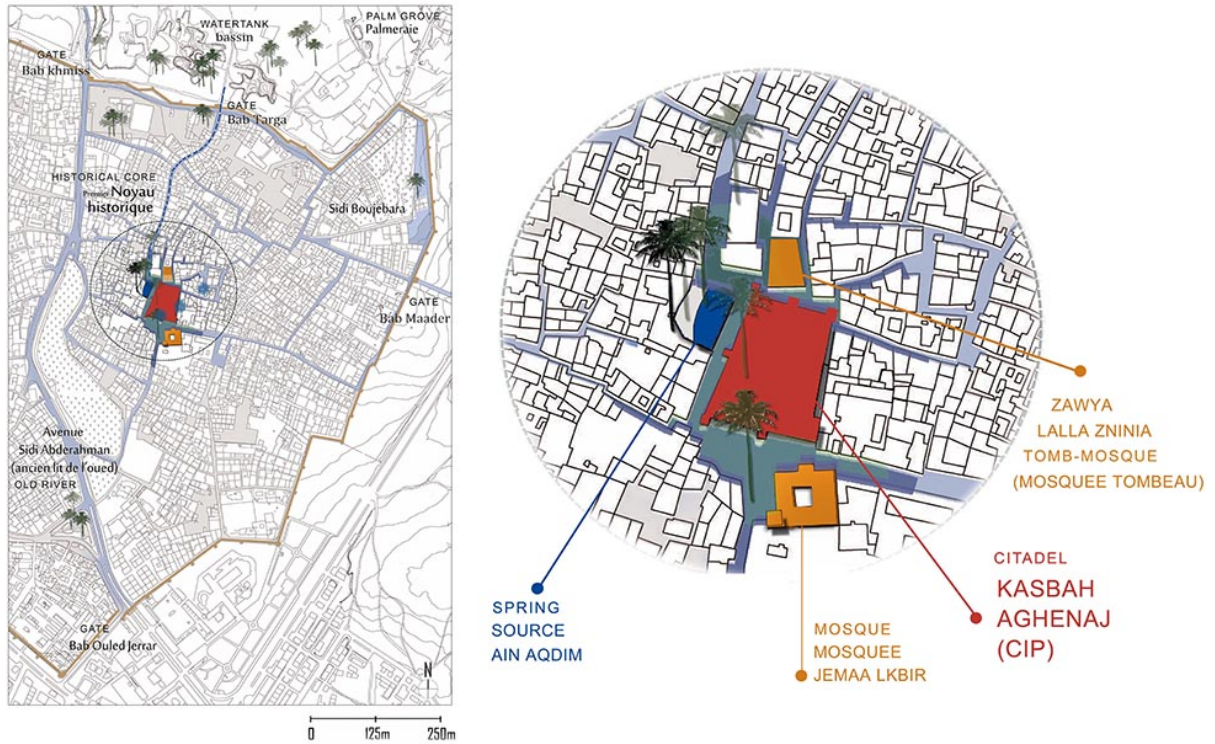 WATERTANK
bassin
PALM GROVE
Palmeraie
GATE
Bab khmiss
GATE
Bab Targa
HISTORICAL CORE
Premier Noyau
historique
Sidi Boujebara
GATE
Bab Maader
Avenue
Sidi Abderahman
(ancien lit de l'oued)
OLD RIVER
GATE
Bab Ouled Jerrar
N
0 125m 250m
ZAWYA
LALLA ZNINIA
TOMB-MOSQUE
(MOSQUEE TOMBEAU)
CITADEL
KASBAH
AGHENAJ
(CIP)
SPRING
SOURCE
AIN AQDIM
MOSQUE
MOSQUEE
JEMAA LKBIR